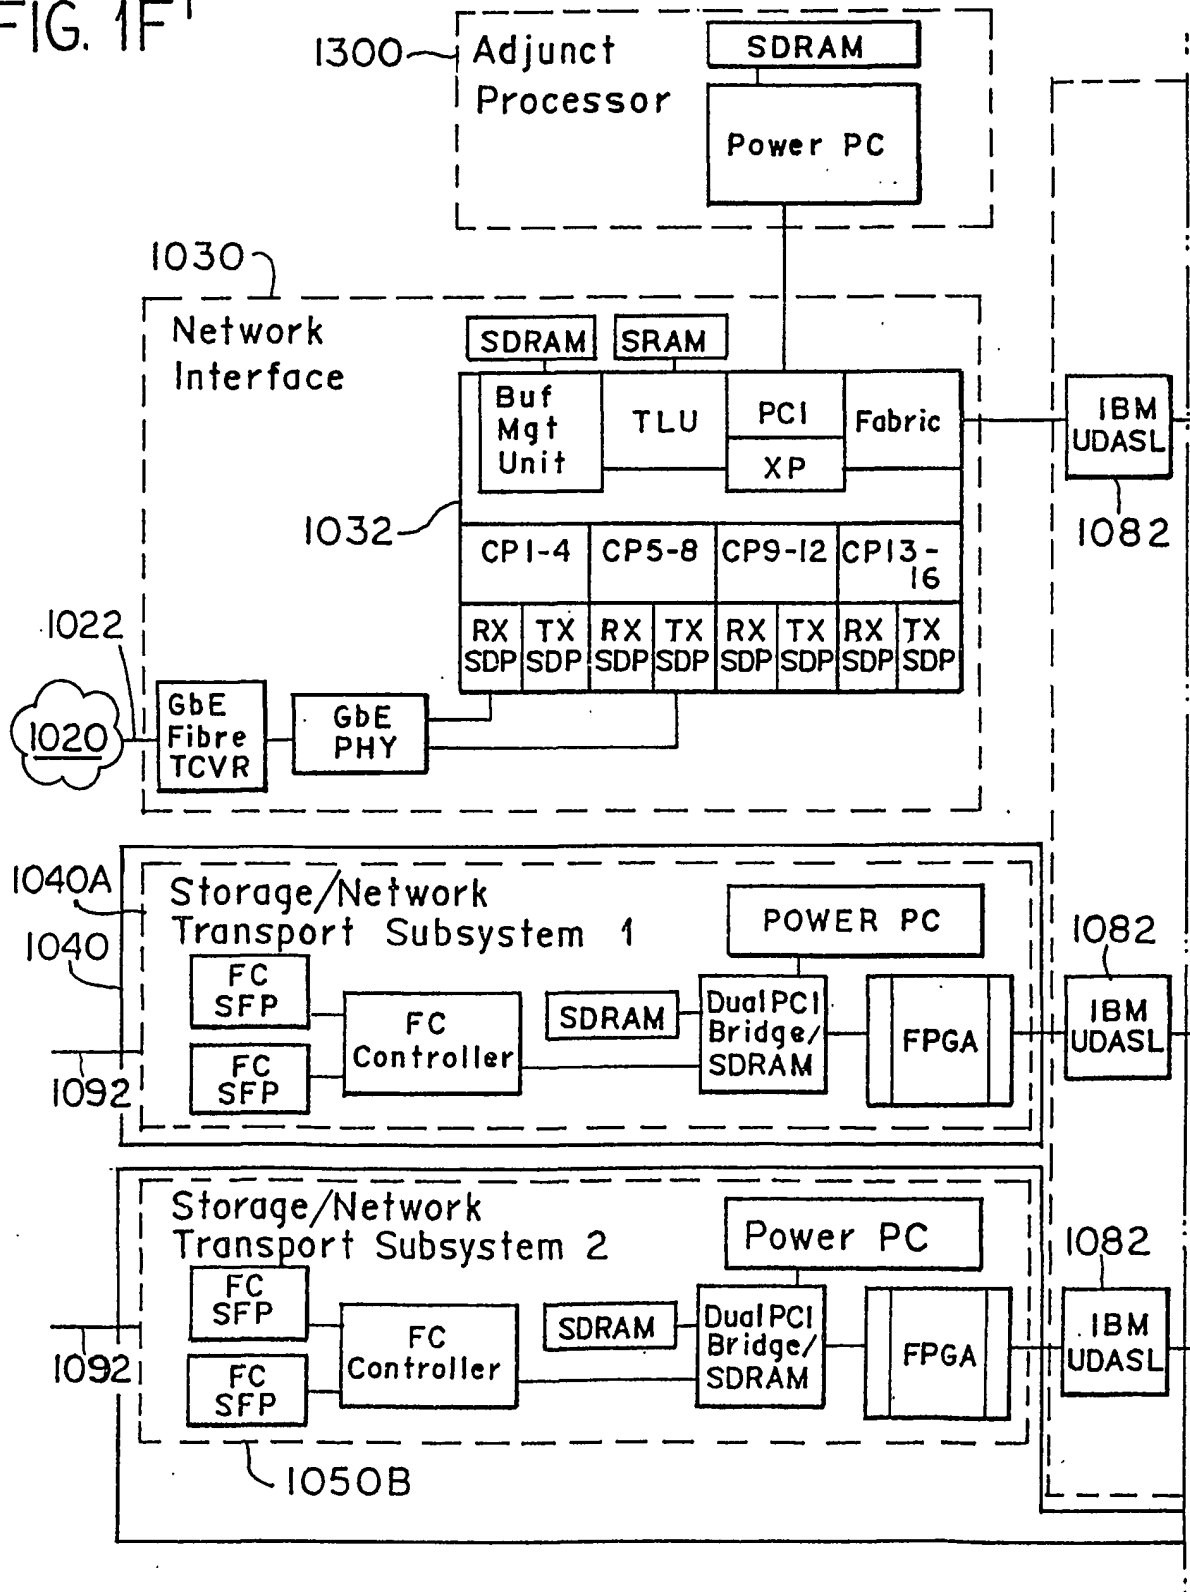 FIG. 1F'
1300
Adjunct
Processor
SDRAM
Power PC
1030
Network
Interface
SDRAM
SRAM
Buf
Mgt
Unit
TLU
PCI
XP
Fabric
IBM
UDASL
1082
1032
CP1-4
CP5-8
CP9-12
CP13-
16
RX
SDP
TX
SDP
RX
SDP
TX
SDP
RX
SDP
TX
SDP
RX
SDP
TX
SDP
1022
1020
GbE
Fibre
TCVR
GbE
PHY
1040A
1040
Storage/Network
Transport Subsystem 1
POWER PC
FC
SFP
FC
SFP
FC
Controller
SDRAM
Dual PCI
Bridge/
SDRAM
FPGA
1082
IBM
UDASL
1092
Storage/Network
Transport Subsystem 2
Power PC
FC
SFP
FC
SFP
FC
Controller
SDRAM
Dual PCI
Bridge/
SDRAM
FPGA
1082
IBM
UDASL
1092
1050B